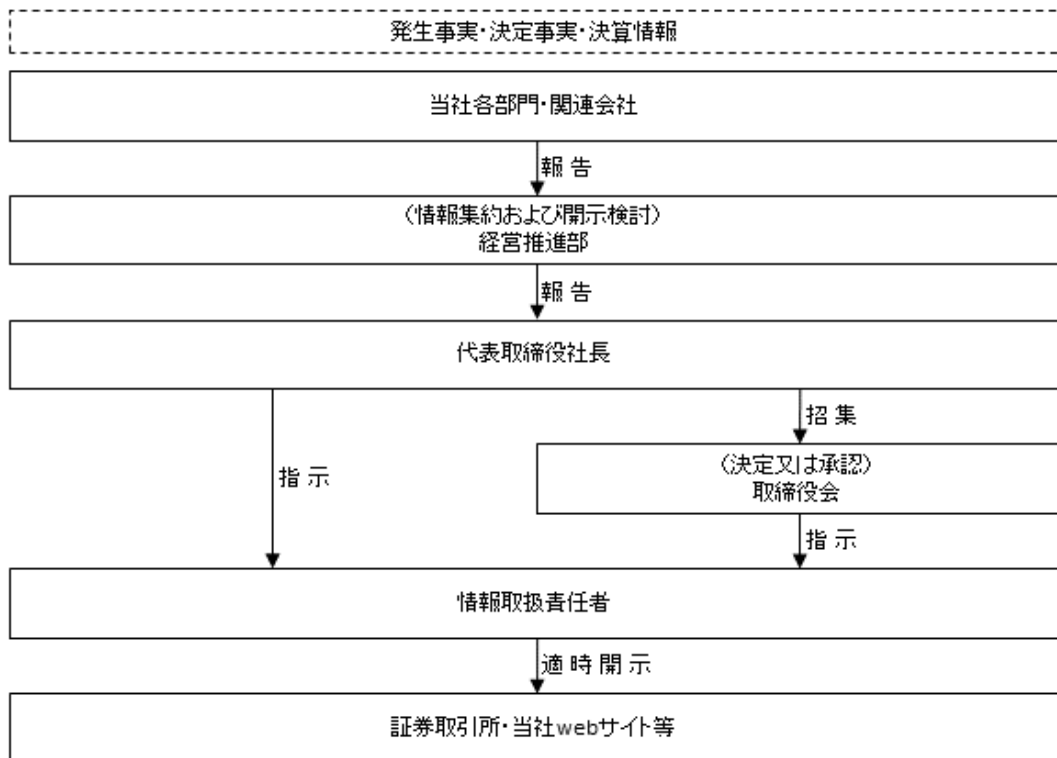 発生事実・決定事実・決算情報
当社各部門・関連会社
報 告
（情報集約および開示検討）
経営推進部
報 告
代表取締役社長
招 集
指 示
（決定又は承認）
取締役会
指 示
情報取扱責任者
適 時 開 示
証券取引所・当社webサイト等